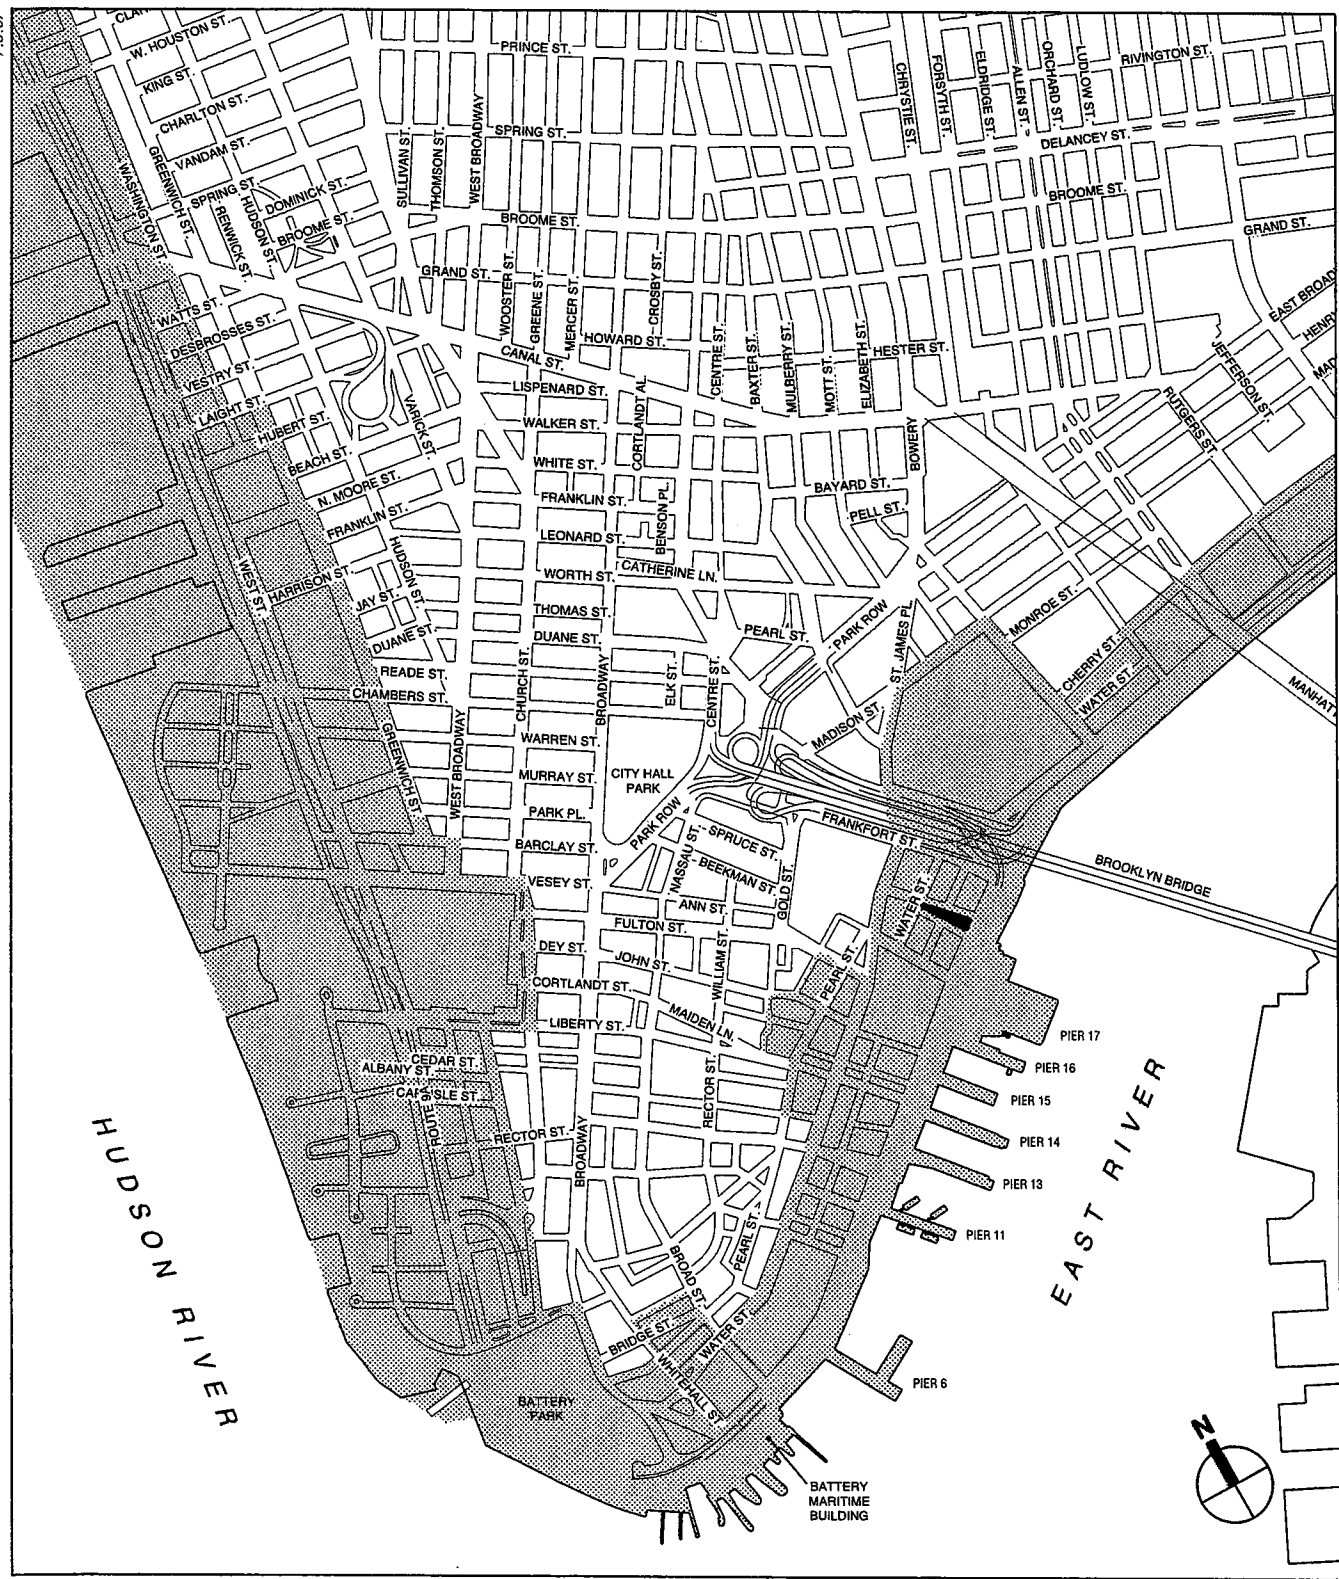 W. HOUSTON ST.
KING ST.
CHARLTON ST.
VANDAM ST.
SPRING ST.
DOMINICK ST.
BROOME ST.
GREENWICH ST.
WASHINGTON ST.
RENWICK ST.
HUDSON ST.
PRINCE ST.
SPRING ST.
SULLIVAN ST.
THOMSON ST.
WEST BROADWAY
BROOME ST.
GRAND ST.
WOOSTER ST.
GREENE ST.
MERCER ST.
CROSBY ST.
HOWARD ST.
CENTRE ST.
BAXTER ST.
MULBERRY ST.
MOTT ST.
ELIZABETH ST.
HESTER ST.
CHRYSTIE ST.
FORSYTH ST.
ELDRIDGE ST.
ALLEN ST.
ORCHARD ST.
LUDLOW ST.
RIVINGTON ST.
DELANCEY ST.
BROOME ST.
GRAND ST.
EAST BROAD
HENRY
MAD
JEFFERSON ST.
RUTGERS ST.
WATTS ST.
DESBROSSES ST.
VESTRY ST.
LAIGHT ST.
HUBERT ST.
BEACH ST.
N. MOORE ST.
FRANKLIN ST.
VARICK ST.
CANAL ST.
LISPENARD ST.
WALKER ST.
WHITE ST.
FRANKLIN ST.
LEONARD ST.
CORTLANDT AL.
BENSON PL.
CATHERINE LN.
WORTH ST.
THOMAS ST.
DUANE ST.
BOWERY
BAYARD ST.
PELL ST.
WEST ST.
HARRISON ST.
JAY ST.
HUDSON ST.
DUANE ST.
READE ST.
CHAMBERS ST.
PEARL ST.
PARK ROW
ST. JAMES PL.
MONROE ST.
CHERRY ST.
WATER ST.
MANHATT
CHURCH ST.
BROADWAY
ELK ST.
CENTRE ST.
MADISON ST.
GREENWICH ST.
WEST BROADWAY
WARREN ST.
MURRAY ST.
PARK PL.
BARCLAY ST.
VESEY ST.
CITY HALL
PARK
PARK ROW
NASSAU ST.
SPRUCE ST.
BEEKMAN ST.
GOLD ST.
FRANKFORT ST.
BROOKLYN BRIDGE
WATER ST.
ANN ST.
FULTON ST.
DEY ST.
JOHN ST.
WILLIAM ST.
PEARL ST.
CORTLANDT ST.
MAIDEN LN.
LIBERTY ST.
CEDAR ST.
ALBANY ST.
CARLISLE ST.
ROUTE 9A
RECTOR ST.
RECTOR ST.
BROADWAY
PIER 17
PIER 16
PIER 15
PIER 14
PIER 13
PIER 11
PIER 6
HUDSON RIVER
EAST RIVER
PEARL ST.
BROAD ST.
BRIDGE ST.
WATER ST.
WHITEHALL ST.
BATTERY
PARK
BATTERY
MARITIME
BUILDING
N